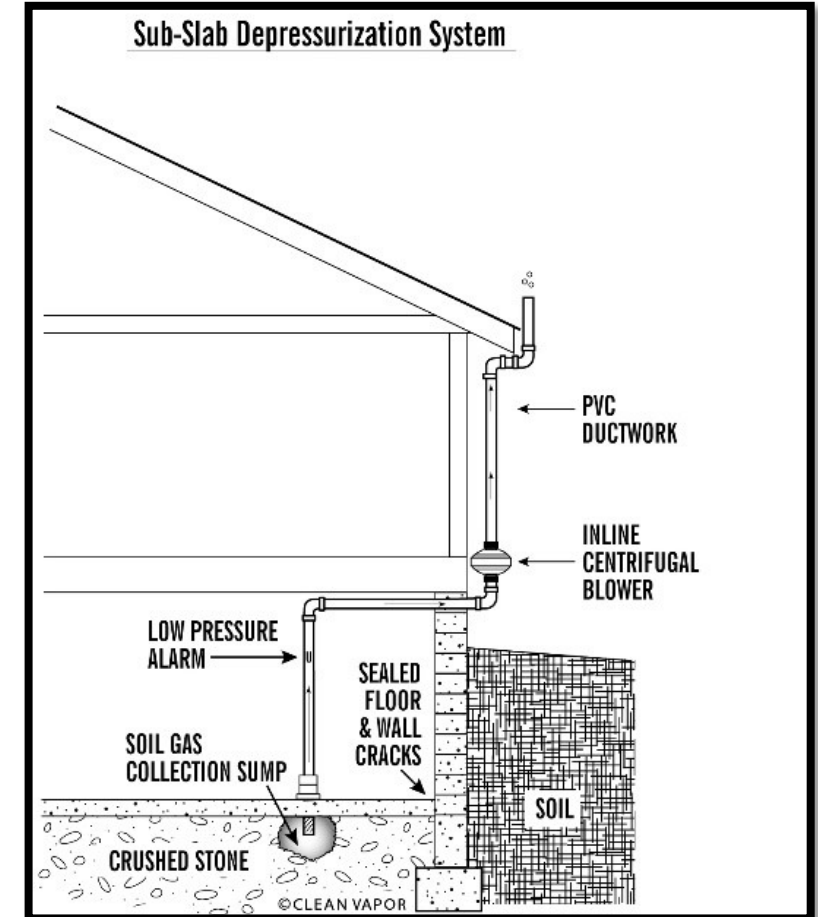 Sub-Slab Depressurization System
PVC
DUCTWORK
INLINE
CENTRIFUGAL
BLOWER
LOW PRESSURE
ALARM
SEALED
FLOOR
& WALL
CRACKS
SOIL GAS
COLLECTION SUMP
SOIL
CRUSHED STONE
©CLEAN VAPOR